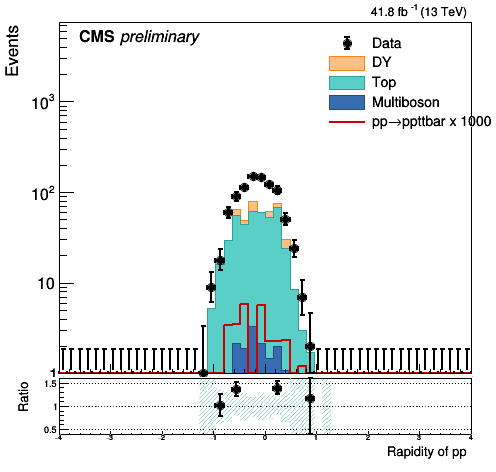 41.8 fb⁻¹ (13 TeV)
CMS preliminary
Events
Data
DY
Top
Multiboson
pp→ppttbar x 1000
10³
10²
10
1
1.5
1
0.5
Ratio
-4 -3 -2 -1 0 1 2 3 4
Rapidity of pp